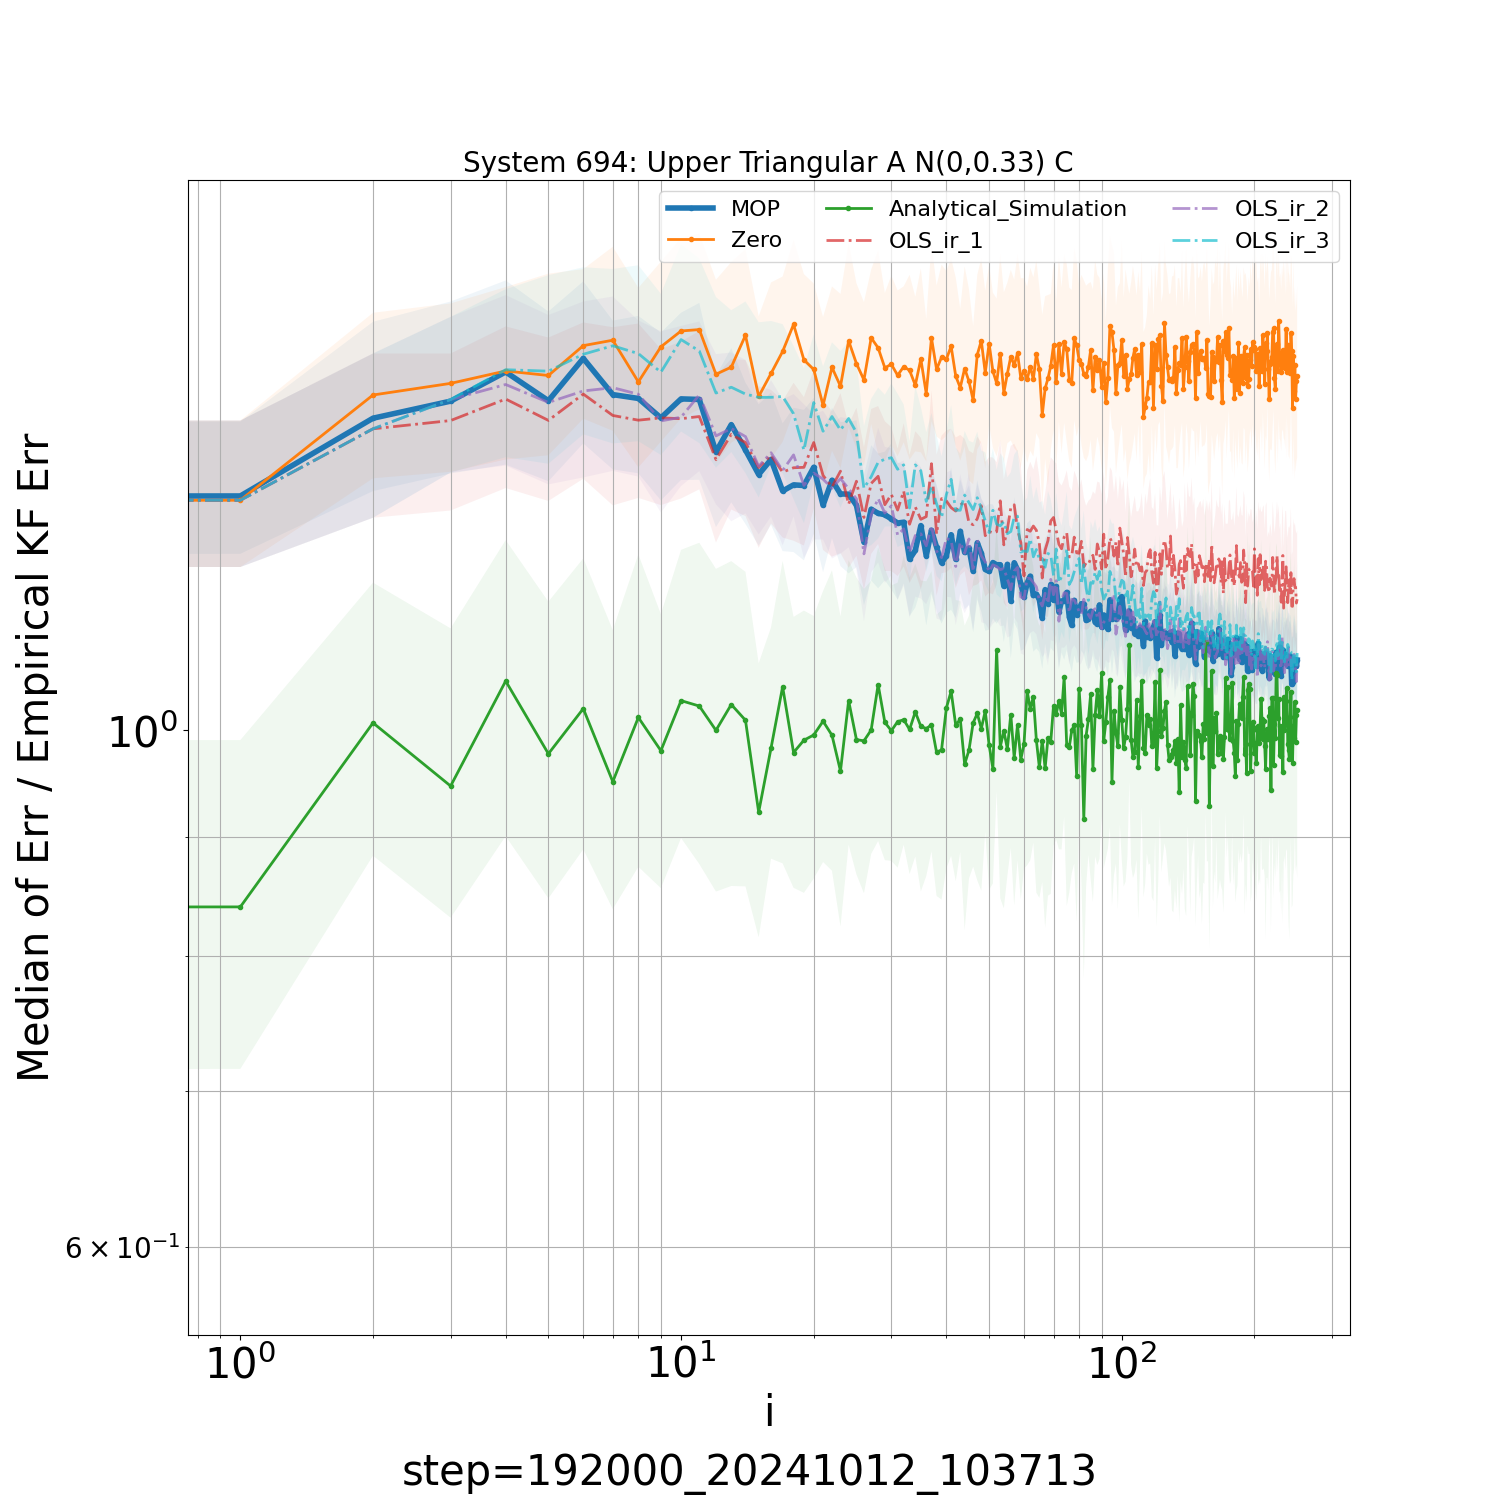 System 694: Upper Triangular A N(0,0.33) C
MOP
Zero
Analytical_Simulation
OLS_ir_1
OLS_ir_2
OLS_ir_3
Median of Err / Empirical KF Err
10⁰
6 × 10⁻¹
10⁰
10¹
10²
i
step=192000_20241012_103713